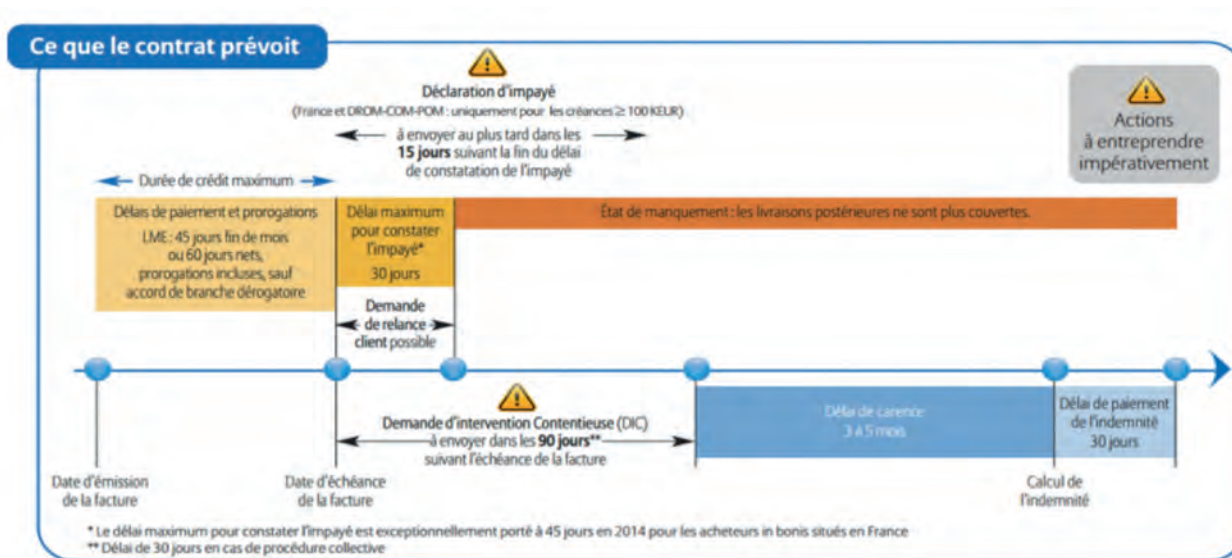 Ce que le contrat prévoit
Déclaration d'impayé
(France et DROM-COM-POM : uniquement pour les créances ≥ 100 KEUR)
à envoyer au plus tard dans les
15 jours suivant la fin du délai
de constatation de l'impayé
Actions
à entreprendre
impérativement
Durée de crédit maximum
Délais de paiement et prorogations
LME : 45 jours fin de mois
ou 60 jours nets,
prorogations incluses, sauf
accord de branche dérogatoire
Délai maximum
pour constater
l'impayé*
30 jours
État de manquement : les livraisons postérieures ne sont plus couvertes.
Demande
de relance
client possible
Demande d'intervention Contentieuse (DIC)
à envoyer dans les 90 jours**
suivant l'échéance de la facture
Délai de carence
3 à 5 mois
Délai de paiement
de l'indemnité
30 jours
Date d'émission
de la facture
Date d'échéance
de la facture
Calcul de
l'indemnité
* Le délai maximum pour constater l'impayé est exceptionnellement porté à 45 jours en 2014 pour les acheteurs in bonis situés en France
** Délai de 30 jours en cas de procédure collective